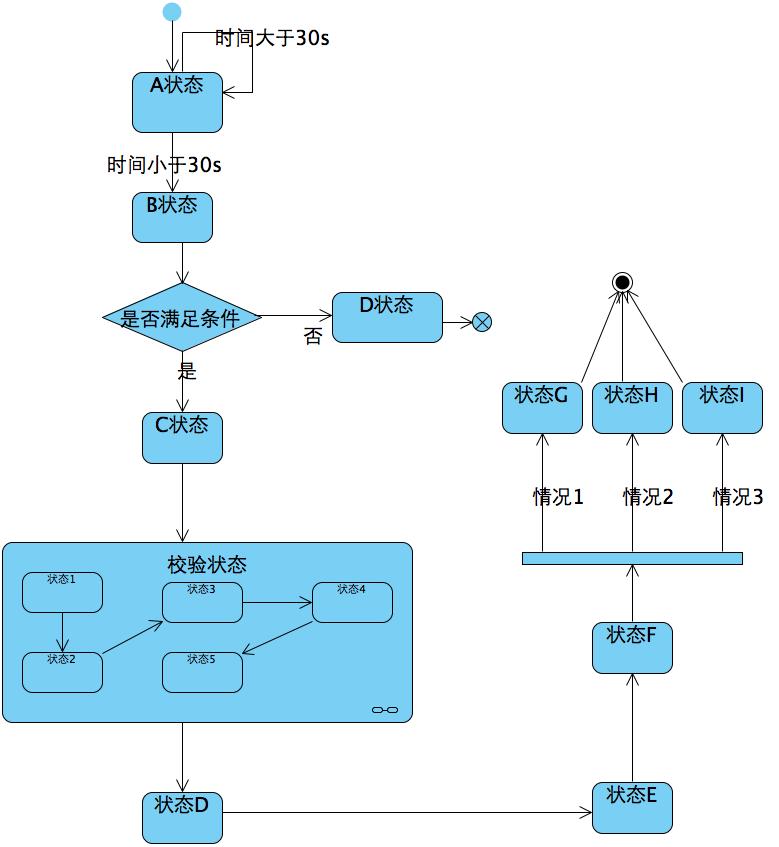 时间大于30s
A状态
时间小于30s
B状态
是否满足条件
否
D状态
是
C状态
校验状态
状态1
状态2
状态3
状态4
状态5
状态D
状态E
状态F
情况1
情况2
情况3
状态G
状态H
状态I